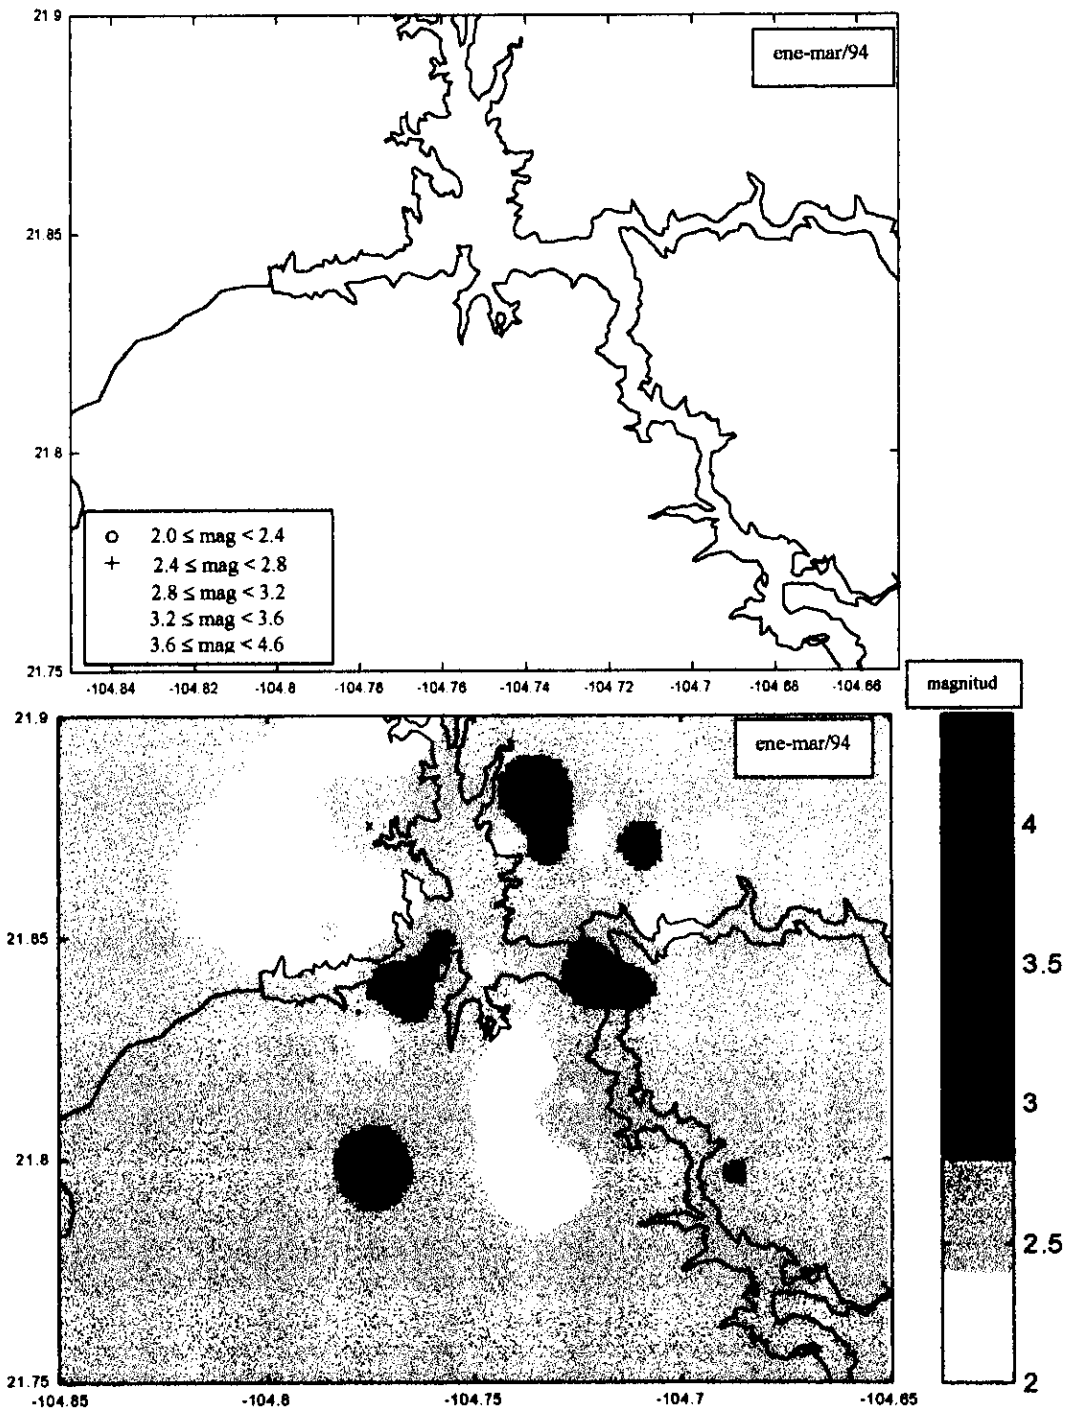 21.9
ene-mar/94
21.85
21.8
○ 2.0 ≤ mag < 2.4
+ 2.4 ≤ mag < 2.8
2.8 ≤ mag < 3.2
3.2 ≤ mag < 3.6
3.6 ≤ mag < 4.6
21.75
-104.84 -104.82 -104.8 -104.78 -104.76 -104.74 -104.72 -104.7 -104.68 -104.66
magnitud
21.9
ene-mar/94
4
21.85
3.5
3
21.8
2.5
21.75
2
-104.85 -104.8 -104.75 -104.7 -104.65